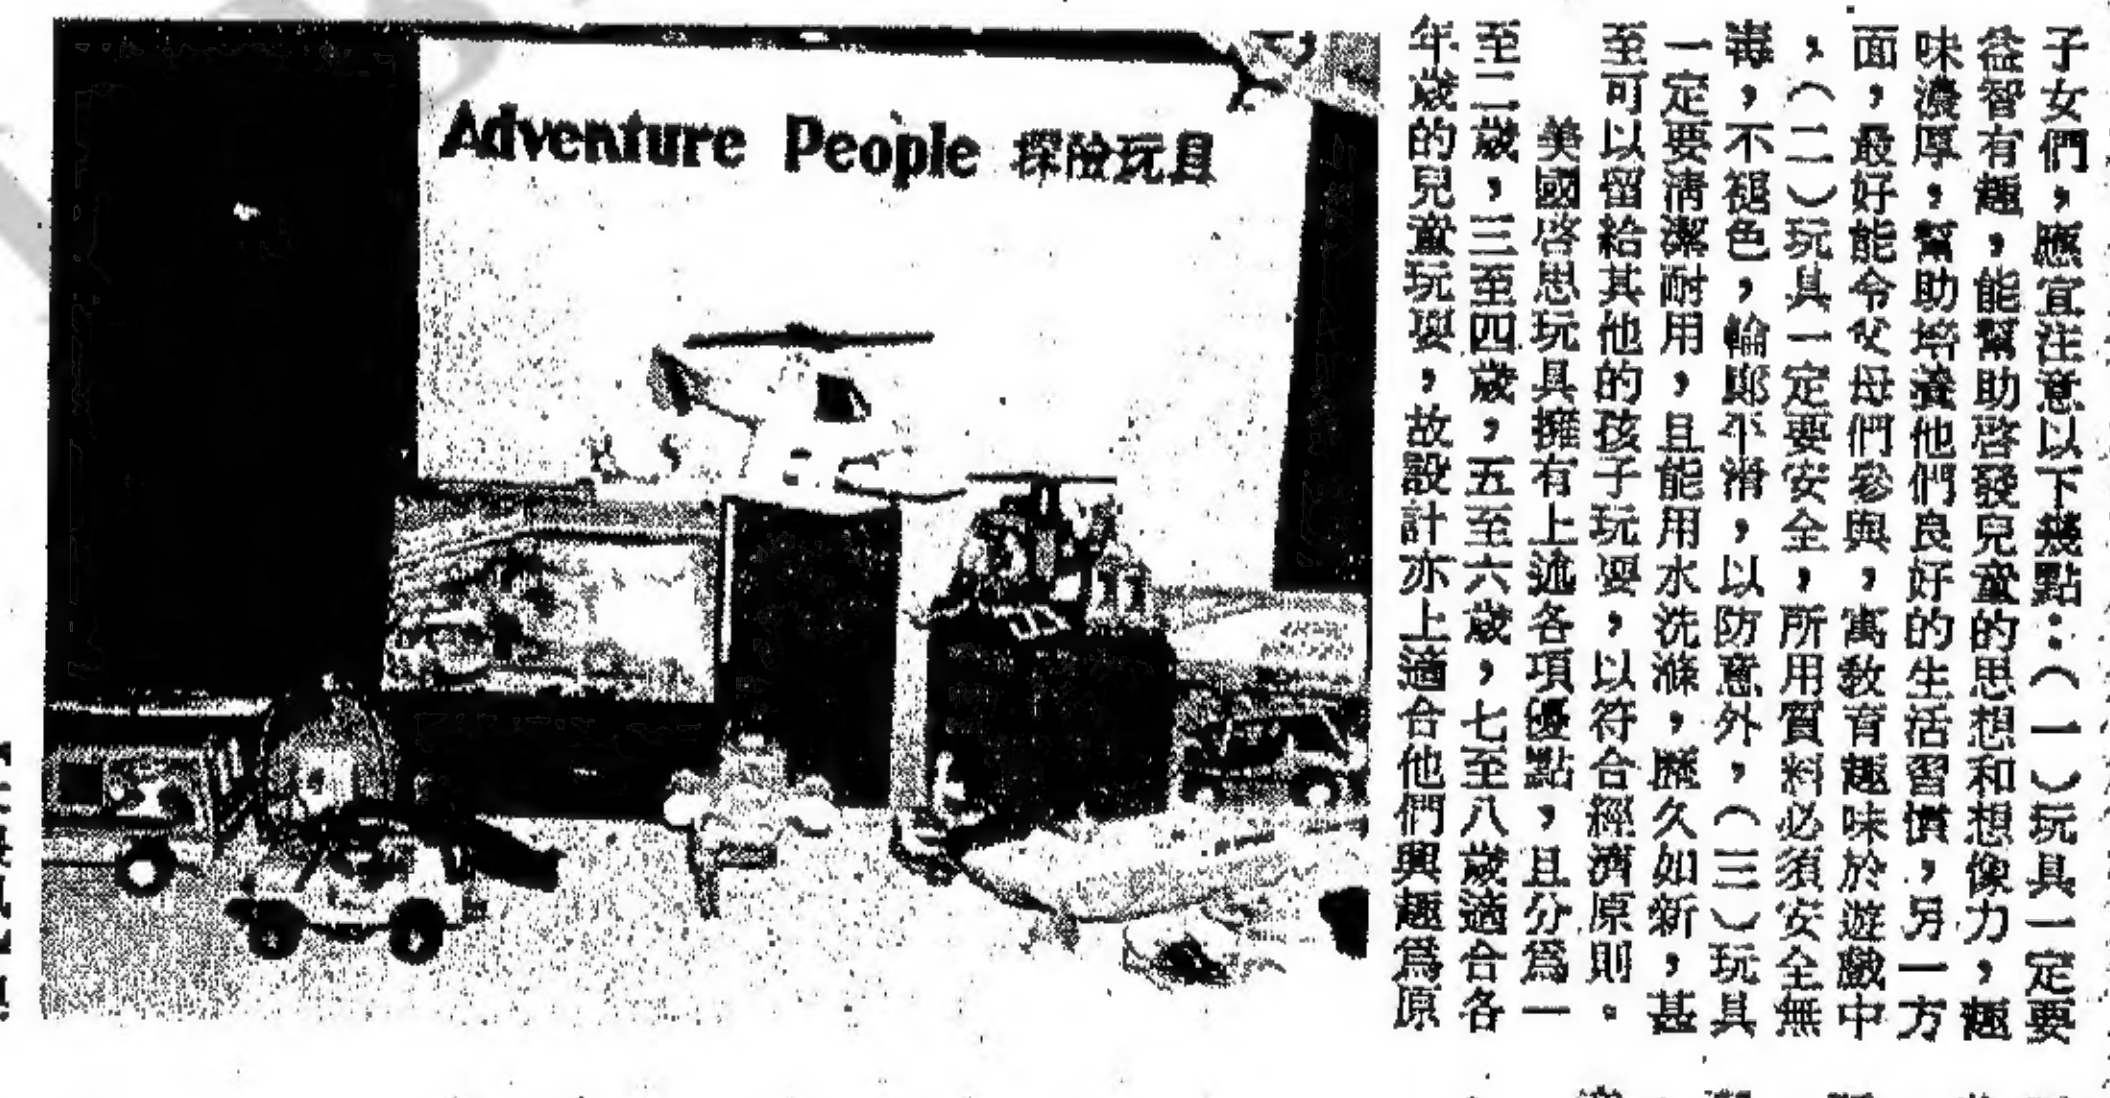 子女們，應宜注意以下幾點：（一）玩具一定要
益智有趣，能幫助啓發兒童的思想和想像力，趣
味濃厚，幫助培養他們良好的生活習慣，另一方
面，最好能令父母們參與，寓敎育趣味於遊戲中
，（二）玩具一定要安全，所用質料必須安全無
毒，不褪色，輪廓平滑，以防意外，（三）玩具
一定要淸潔耐用，且能用水洗滌，歷久如新，甚
至可以留給其他的孩子玩耍，以符合經濟原則。
美國啓思玩具擁有上述各項優點，且分爲一
至二歲，三至四歲，五至六歲，七至八歲適合各
年歲的兒童玩耍，故設計亦上適合他們興趣爲原
Adventure People 探險玩具